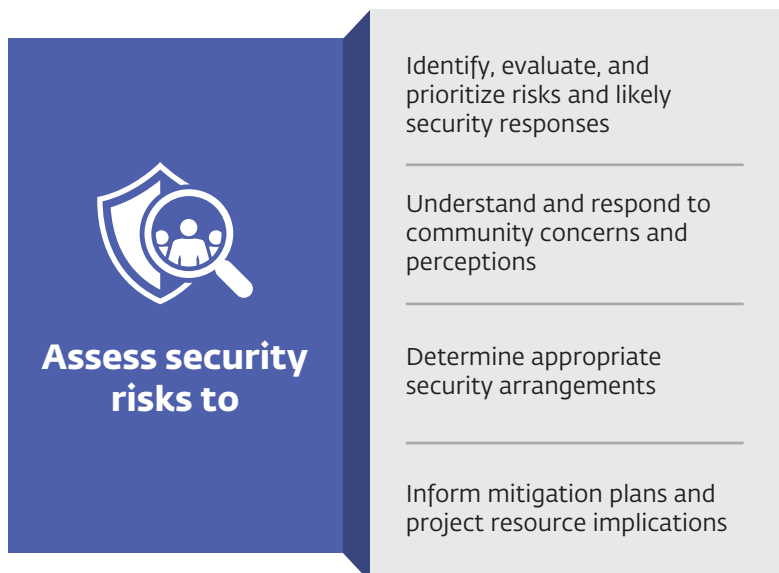 Assess security
risks to
Identify, evaluate, and
prioritize risks and likely
security responses
Understand and respond to
community concerns and
perceptions
Determine appropriate
security arrangements
Inform mitigation plans and
project resource implications